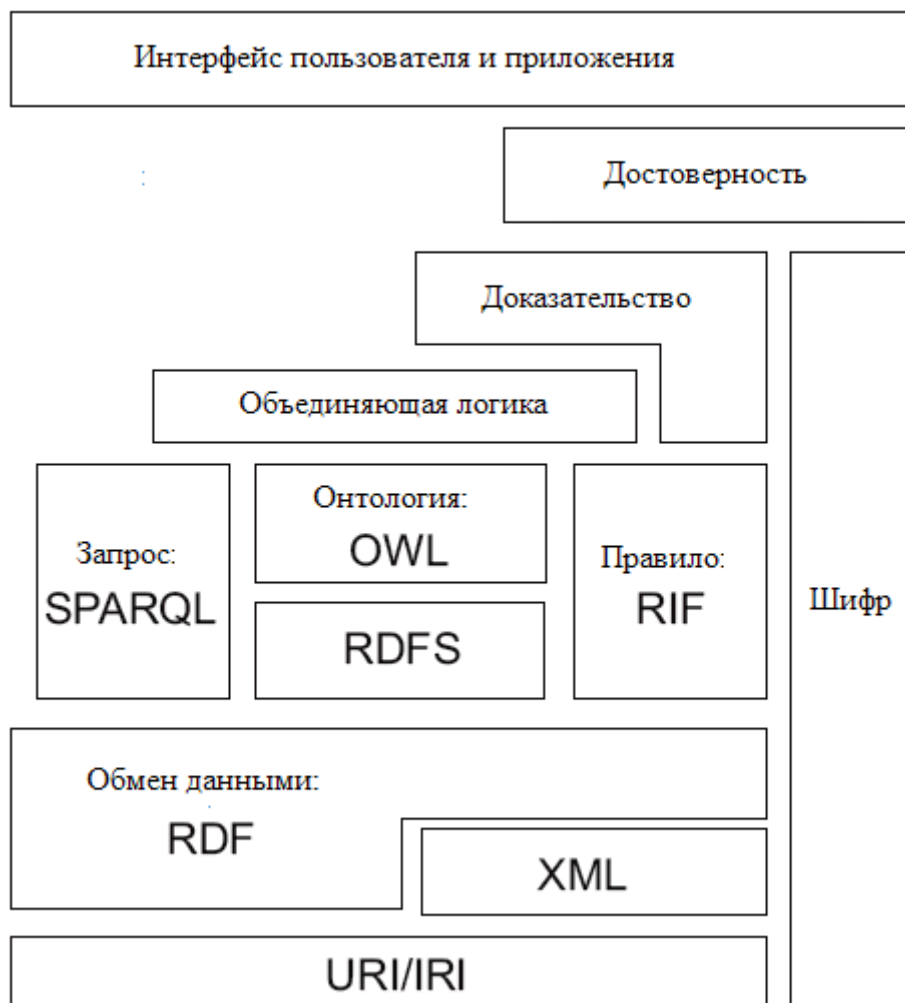 Интерфейс пользователя и приложения
Достоверность
Доказательство
Объединяющая логика
Запрос:
SPARQL
Онтология:
OWL
RDFS
Правило:
RIF
Шифр
Обмен данными:
RDF
XML
URI/IRI